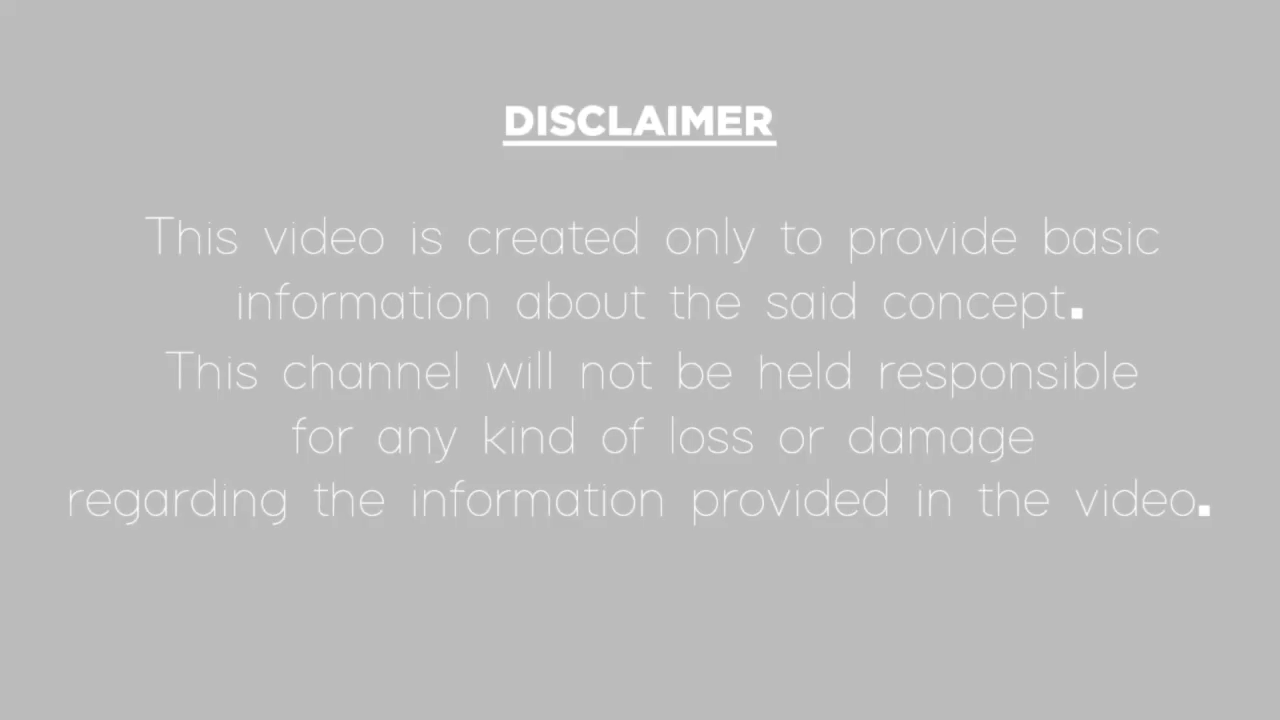 DISCLAIMER
This video is created only to provide basic
information about the said concept.
This channel will not be held responsible
for any kind of loss or damage
regarding the information provided in the video.